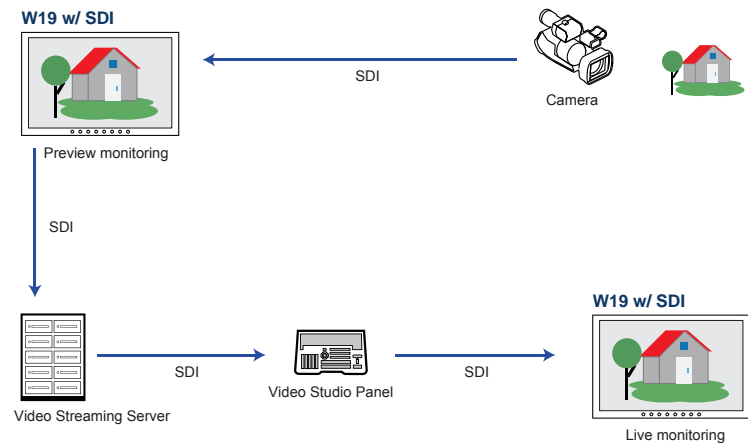 W19 w/ SDI
SDI
Camera
Preview monitoring
SDI
W19 w/ SDI
SDI
Video Studio Panel
SDI
Video Streaming Server
Live monitoring